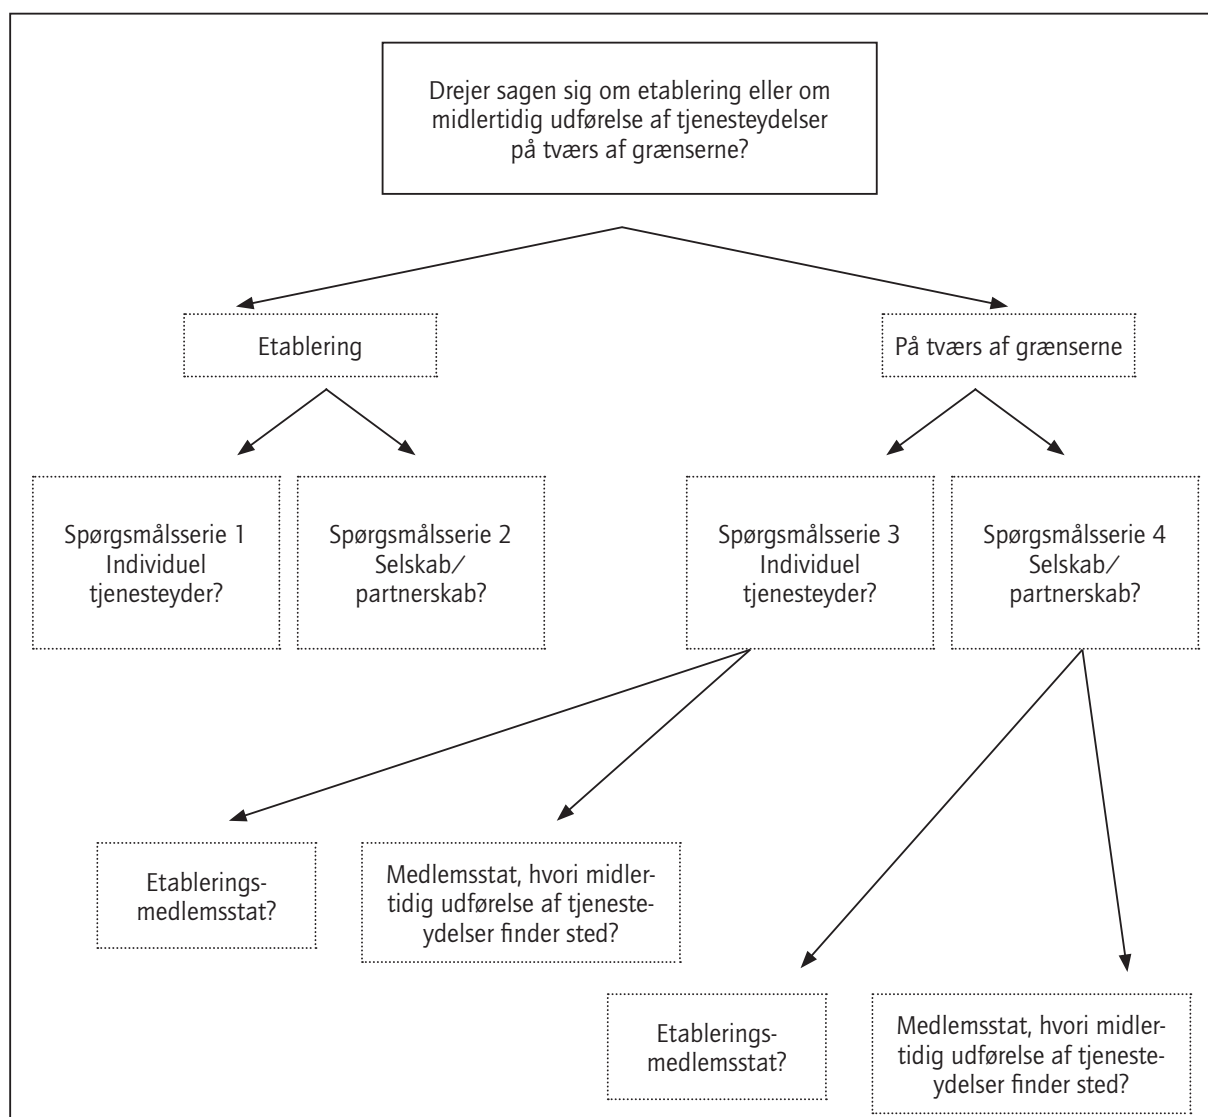 Drejer sagen sig om etablering eller om
midlertidig udførelse af tjenesteydelser
på tværs af grænserne?
Etablering
På tværs af grænserne
Spørgsmålsserie 1
Individuel
tjenesteyder?
Spørgsmålsserie 2
Selskab/
partnerskab?
Spørgsmålsserie 3
Individuel
tjenesteyder?
Spørgsmålsserie 4
Selskab/
partnerskab?
Etablerings-
medlemsstat?
Medlemsstat, hvori midler-
tidig udførelse af tjeneste-
ydelser finder sted?
Etablerings-
medlemsstat?
Medlemsstat, hvori midler-
tidig udførelse af tjeneste-
ydelser finder sted?